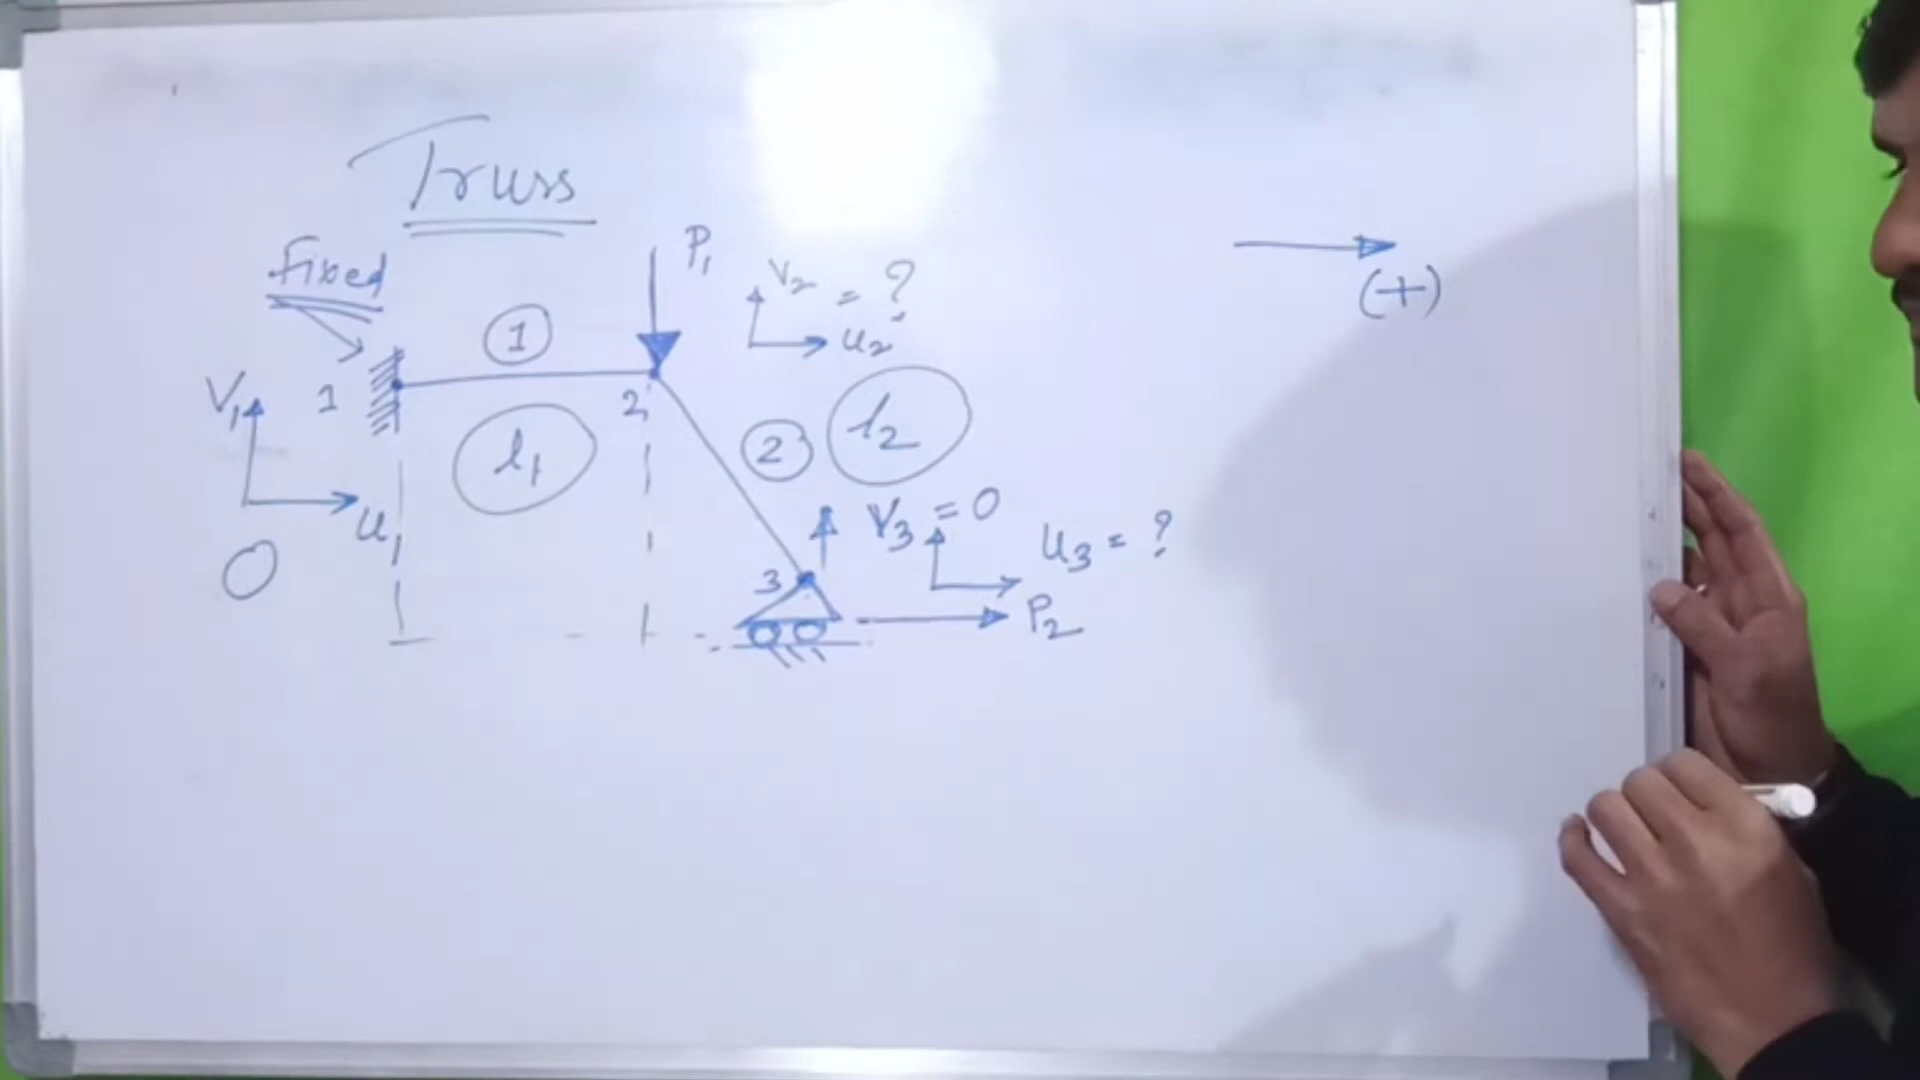 Truss
fixed
P₁
V₂
= ?
u₂
(+)
1
V₁
1
2
l₁
2
l₂
u₁
0
V₃ = 0
u₃ = ?
3
P₂